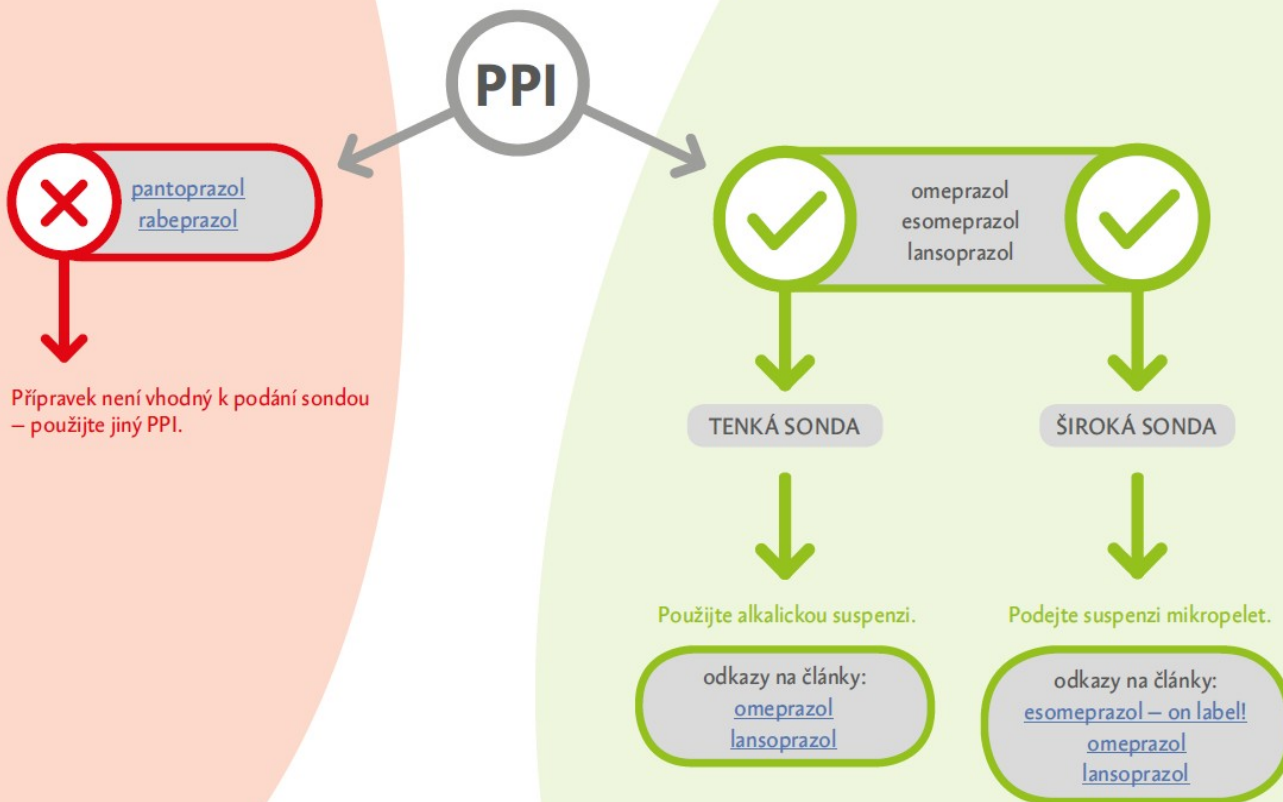 PPI
pantoprazol
rabeprazol
Přípravek není vhodný k podání sondou
– použijte jiný PPI.
omeprazol
esomeprazol
lansoprazol
TENKÁ SONDA
Použijte alkalickou suspenzi.
odkazy na články:
omeprazol
lansoprazol
ŠIROKÁ SONDA
Podejte suspenzi mikropelet.
odkazy na články:
esomeprazol – on label!
omeprazol
lansoprazol